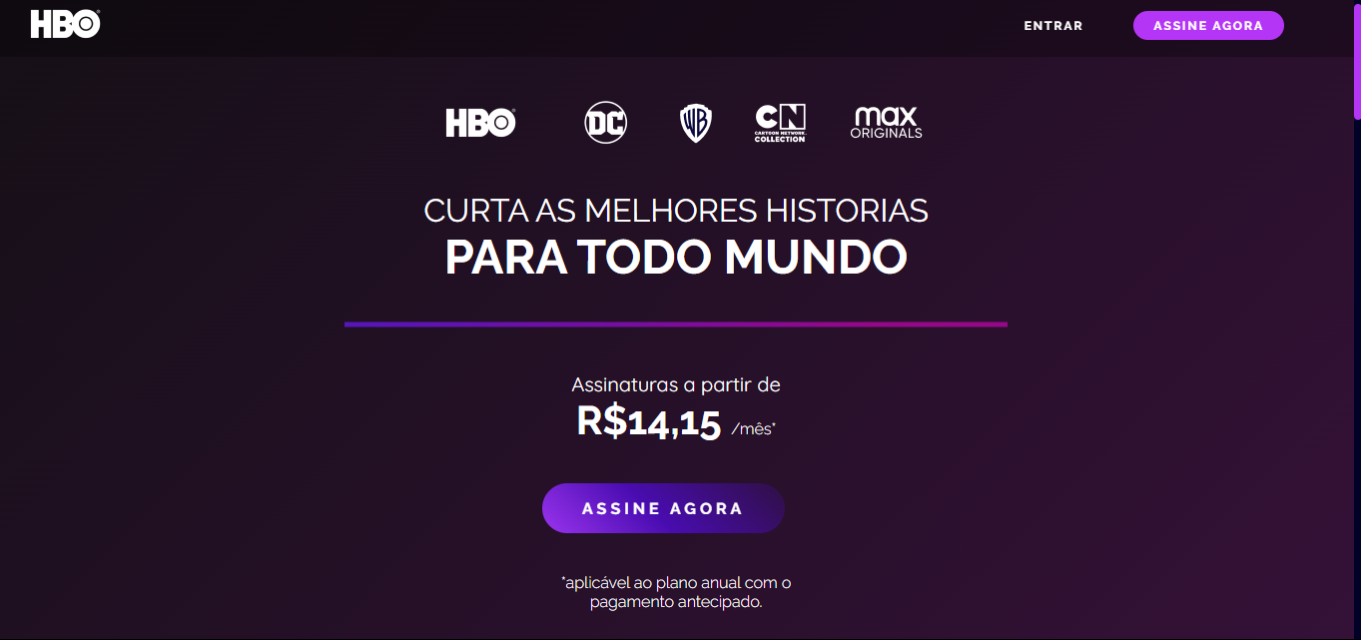 HBO
ENTRAR
ASSINE AGORA
HBO
DC
WB
CN
CARTOON NETWORK
COLLECTION
max
ORIGINALS
CURTA AS MELHORES HISTORIAS
PARA TODO MUNDO
Assinaturas a partir de
R$14,15 /mês*
ASSINE AGORA
*aplicável ao plano anual com o
pagamento antecipado.